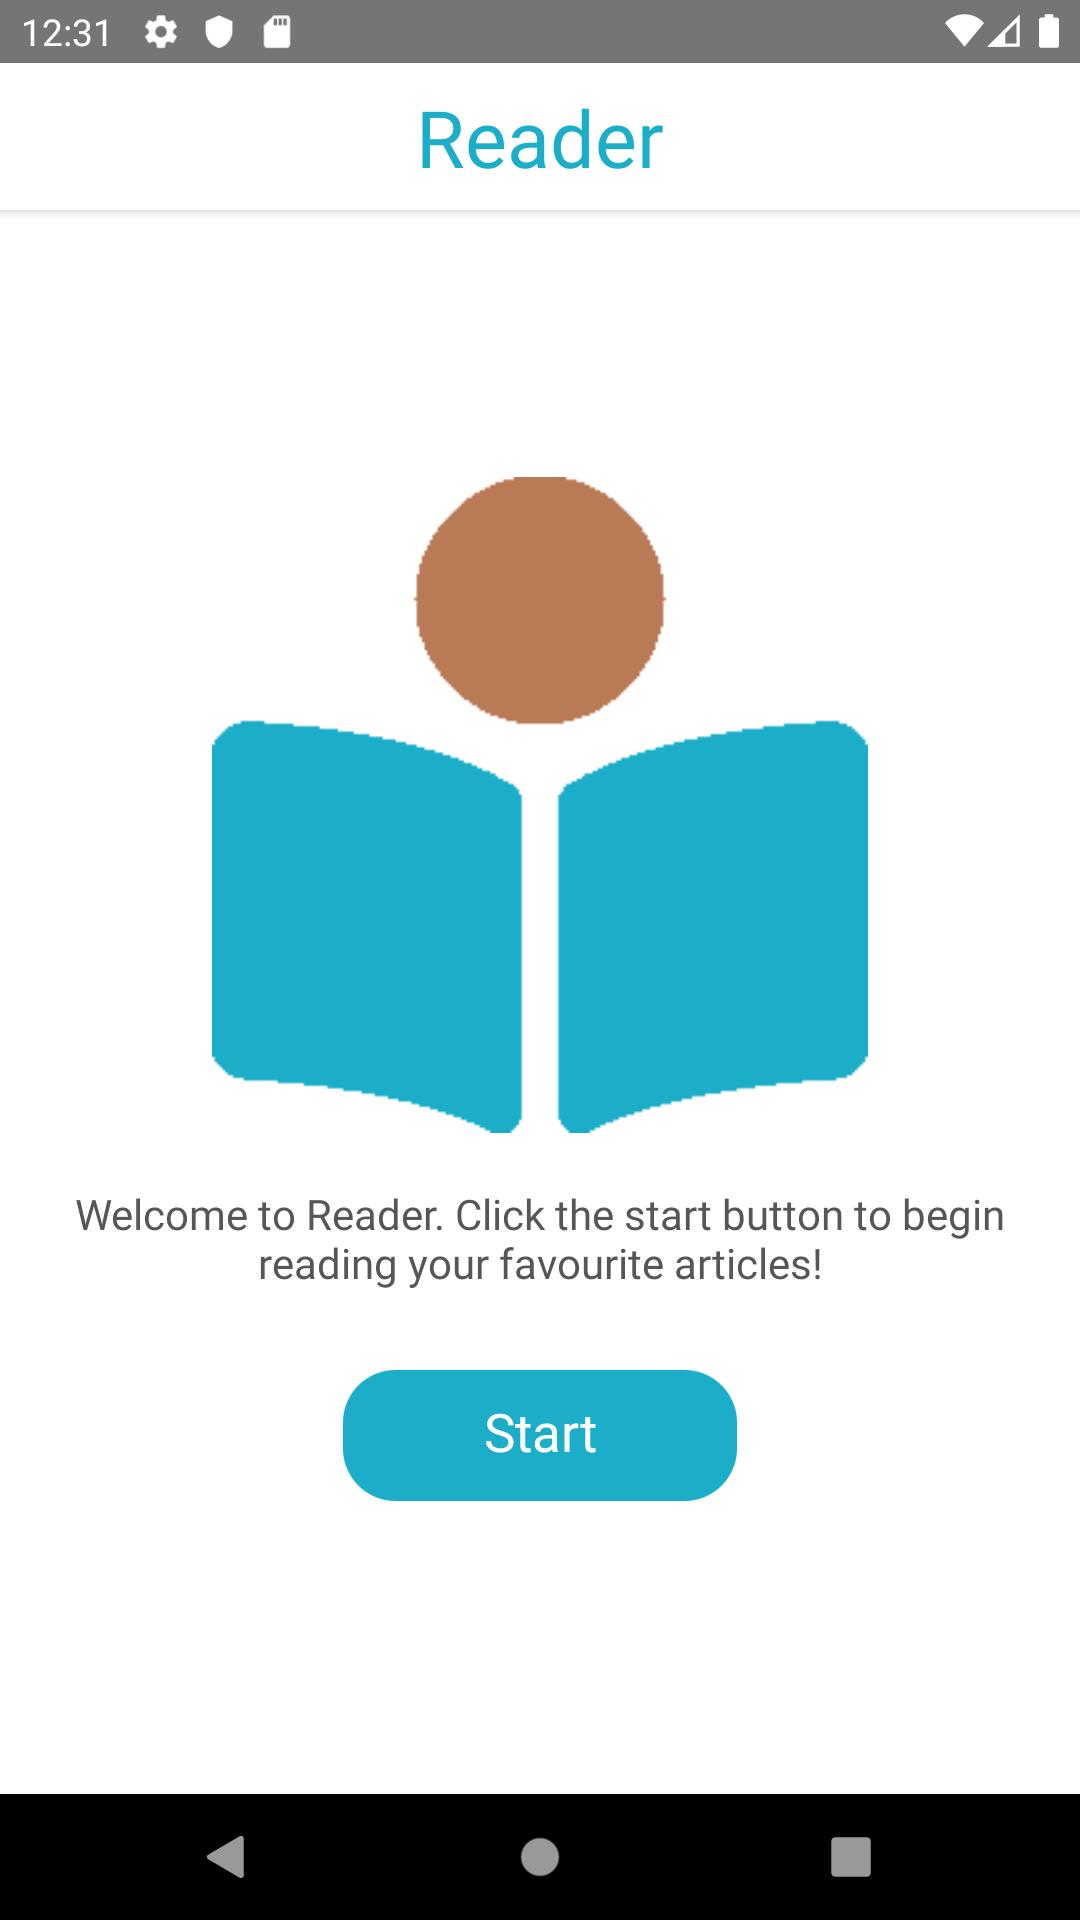 12:31
Reader
Welcome to Reader. Click the start button to begin
reading your favourite articles!
Start